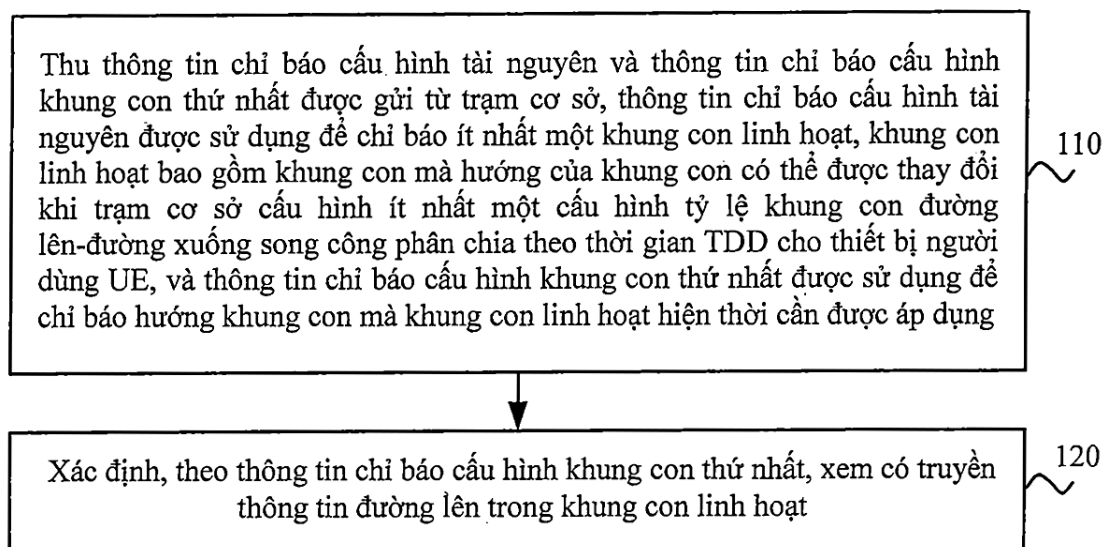 Thu thông tin chỉ báo cấu hình tài nguyên và thông tin chỉ báo cấu hình
khung con thứ nhất được gửi từ trạm cơ sở, thông tin chỉ báo cấu hình tài
nguyên được sử dụng để chỉ báo ít nhất một khung con linh hoạt, khung con
linh hoạt bao gồm khung con mà hướng của khung con có thể được thay đổi
khi trạm cơ sở cấu hình ít nhất một cấu hình tỷ lệ khung con đường
lên-đường xuống song công phân chia theo thời gian TDD cho thiết bị người
dùng UE, và thông tin chỉ báo cấu hình khung con thứ nhất được sử dụng để
chỉ báo hướng khung con mà khung con linh hoạt hiện thời cần được áp dụng
110
Xác định, theo thông tin chỉ báo cấu hình khung con thứ nhất, xem có truyền
thông tin đường lên trong khung con linh hoạt
120